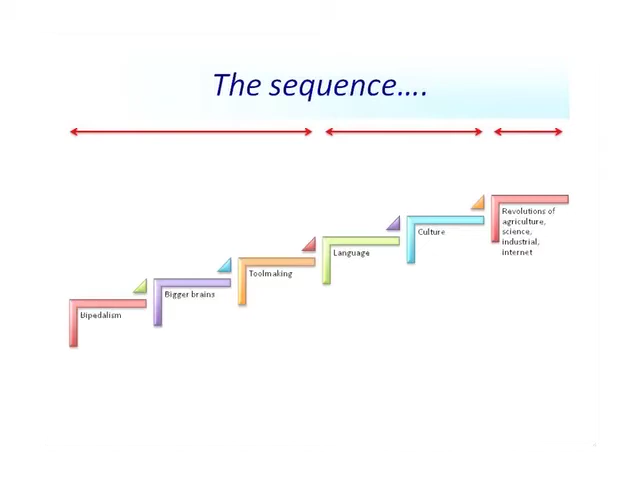 The sequence....
Bipedalism
Bigger brains
Toolmaking
Language
Culture
Revolutions of
agriculture,
science,
industrial,
internet